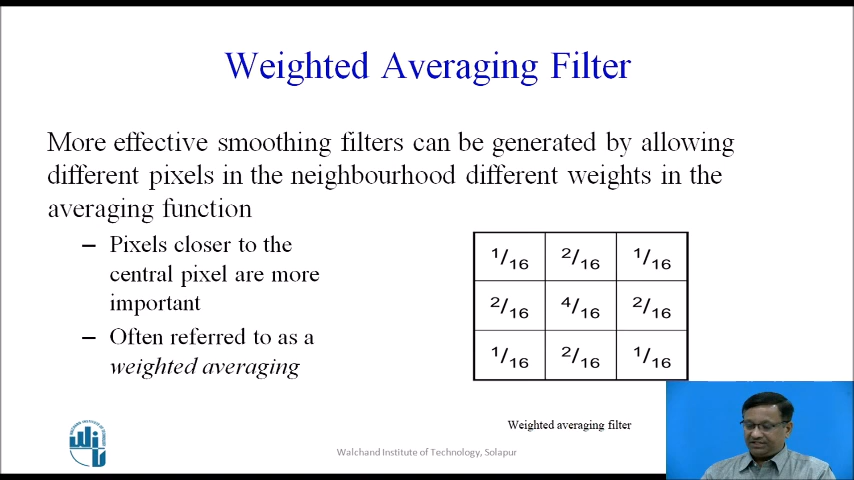 Weighted Averaging Filter
More effective smoothing filters can be generated by allowing
different pixels in the neighbourhood different weights in the
averaging function
– Pixels closer to the
central pixel are more
important
– Often referred to as a
weighted averaging
1/16 2/16 1/16
2/16 4/16 2/16
1/16 2/16 1/16
Weighted averaging filter
Walchand Institute of Technology, Solapur